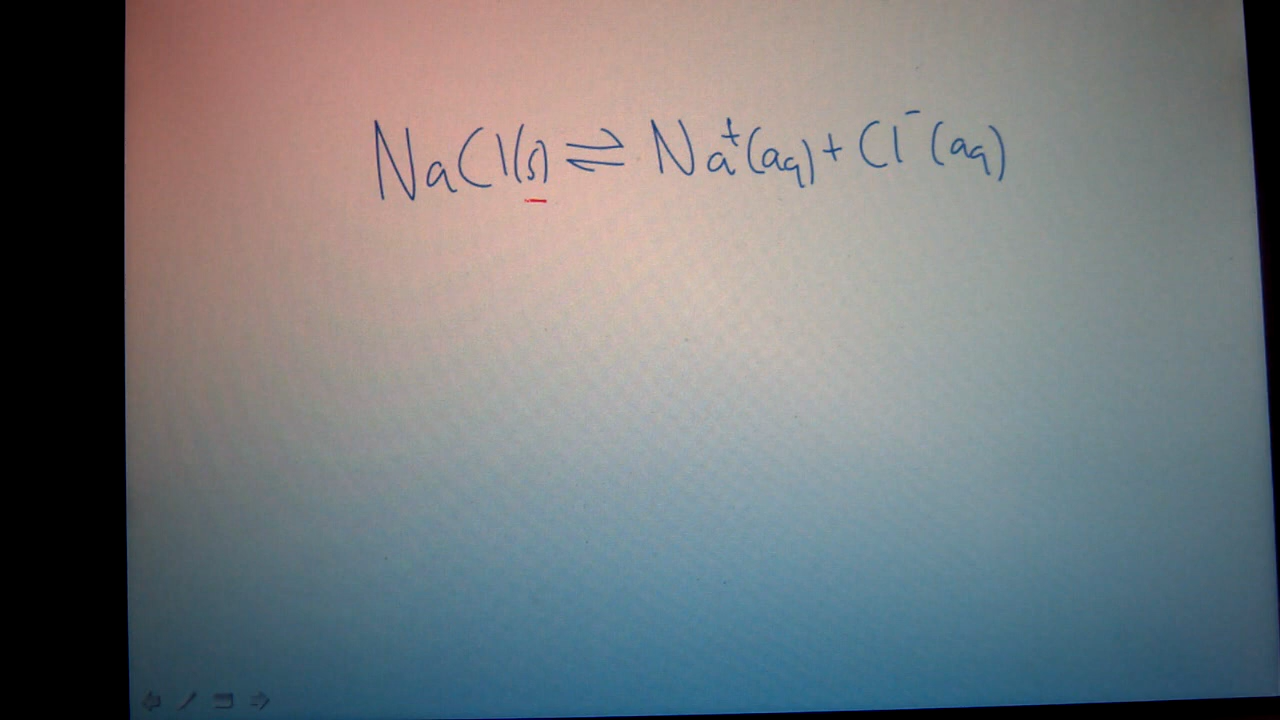 NaCl(s) ⇌ Na⁺(aq) + Cl⁻(aq)